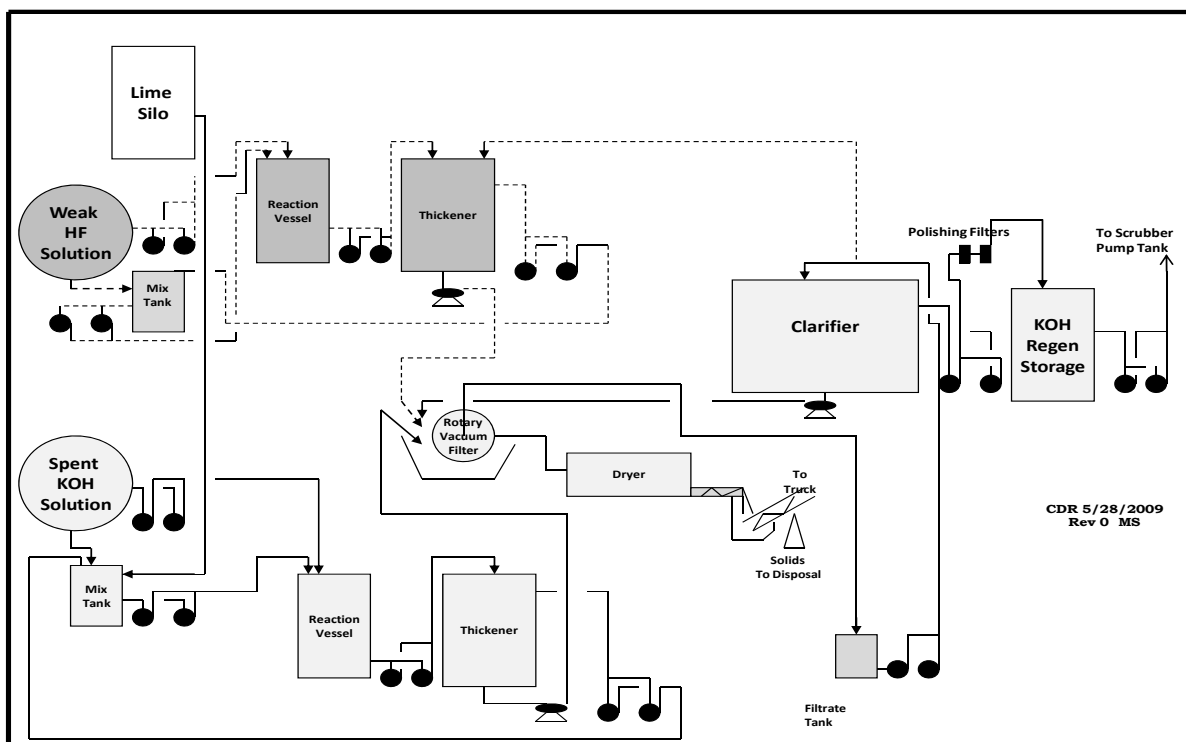 Lime
Silo
Weak
HF
Solution
Mix
Tank
Reaction
Vessel
Thickener
Polishing Filters
To Scrubber
Pump Tank
Clarifier
KOH
Regen
Storage
Rotary
Vacuum
Filter
Dryer
To
Truck
Solids
To Disposal
CDR 5/28/2009
Rev 0 MS
Spent
KOH
Solution
Mix
Tank
Reaction
Vessel
Thickener
Filtrate
Tank